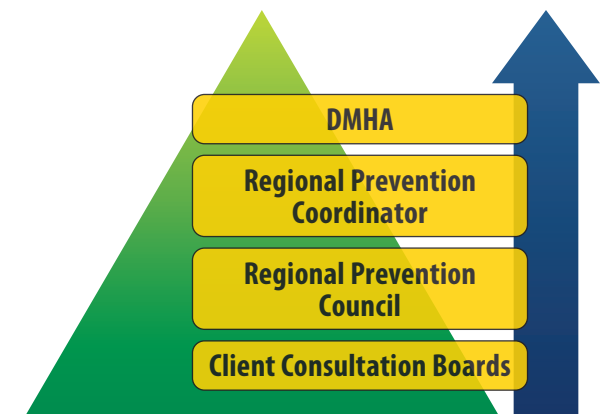 DMHA
Regional Prevention
Coordinator
Regional Prevention
Council
Client Consultation Boards